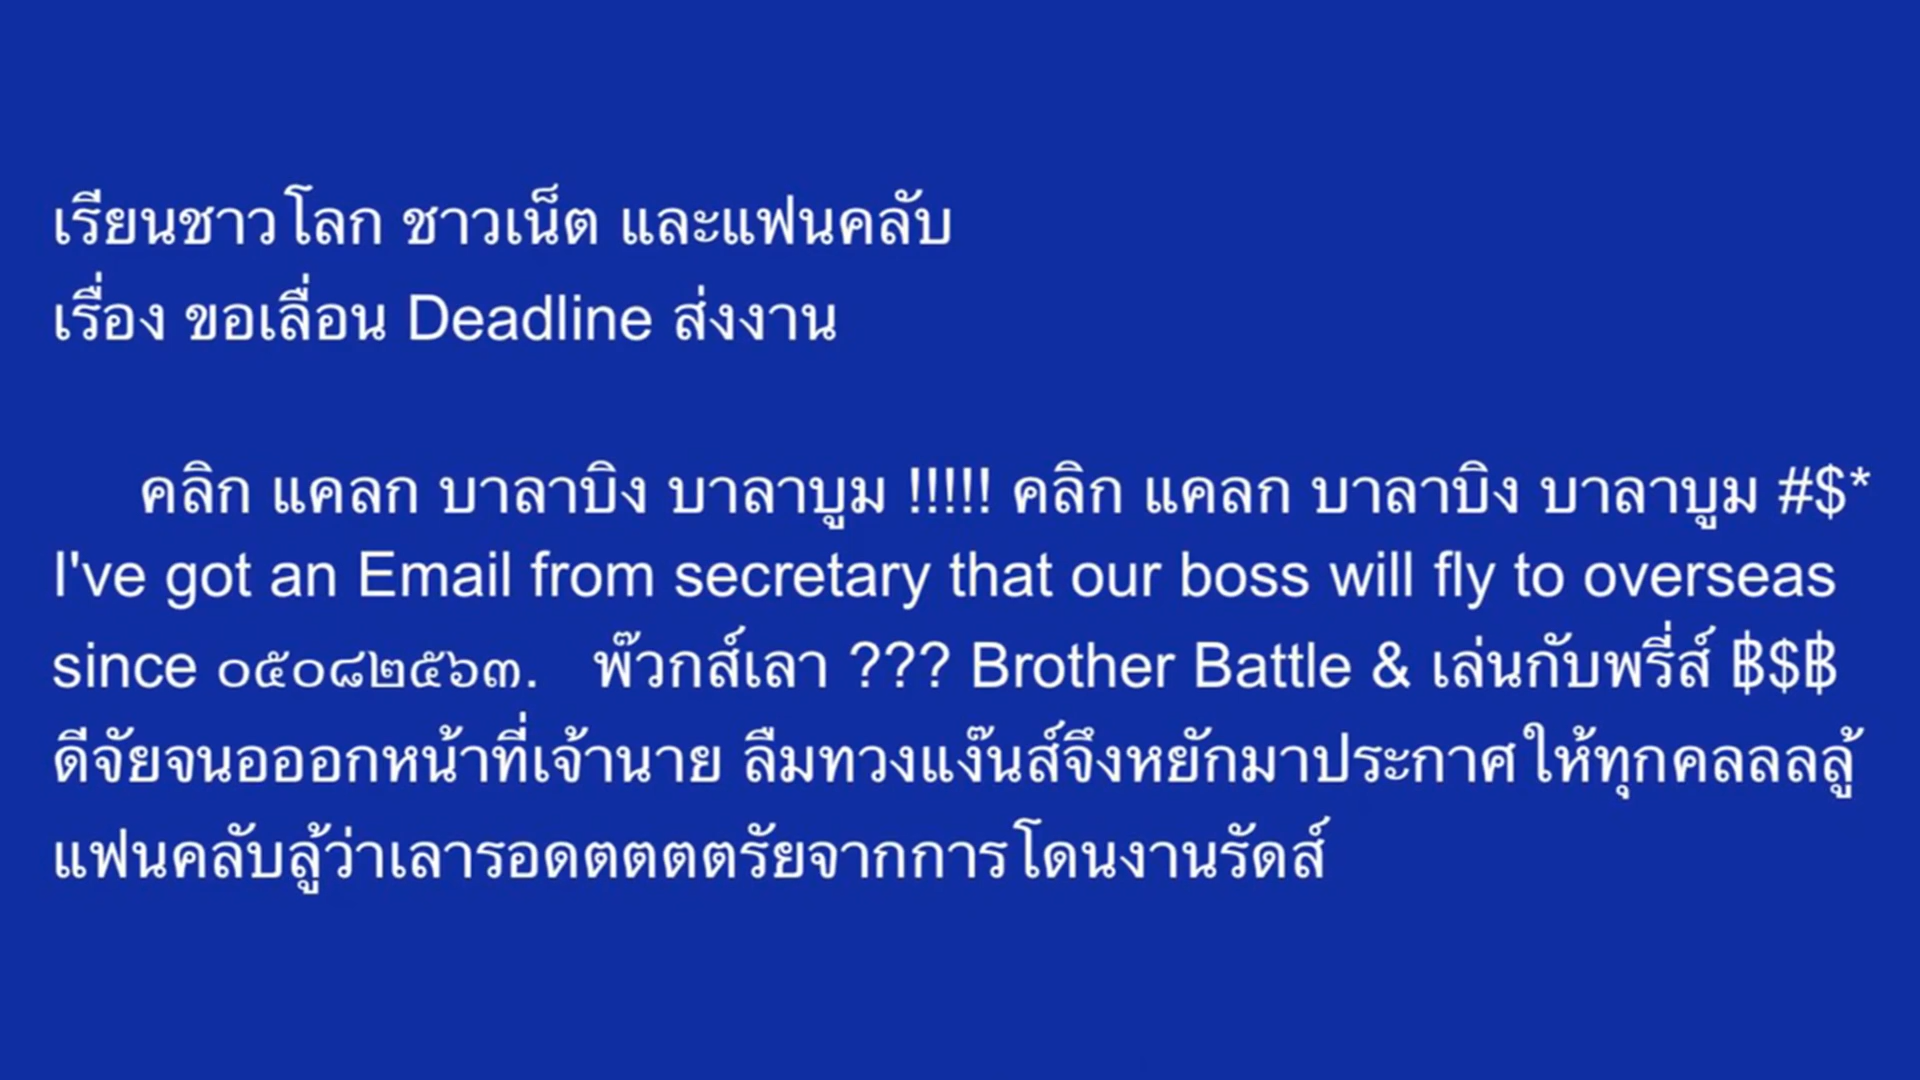 เรียนชาวโลก ชาวเน็ต และแฟนคลับ
เรื่อง ขอเลื่อน Deadline ส่งงาน
คลิก แคลก บาลาบิง บาลาบูม !!!!! คลิก แคลก บาลาบิง บาลาบูม #$*
I've got an Email from secretary that our boss will fly to overseas
since ๐๕๐๘๒๕๖๓. พ๊วกส์เลา ??? Brother Battle & เล่นกับพรี่ส์ ฿$฿
ดีจัยจนอออกหน้าที่เจ้านาย ลืมทวงแง๊นส์จึงหยักมาประกาศให้ทุกคลลลลู้
แฟนคลับลู้ว่าเลารอดตตตตรัยจากการโดนงานรัดส์